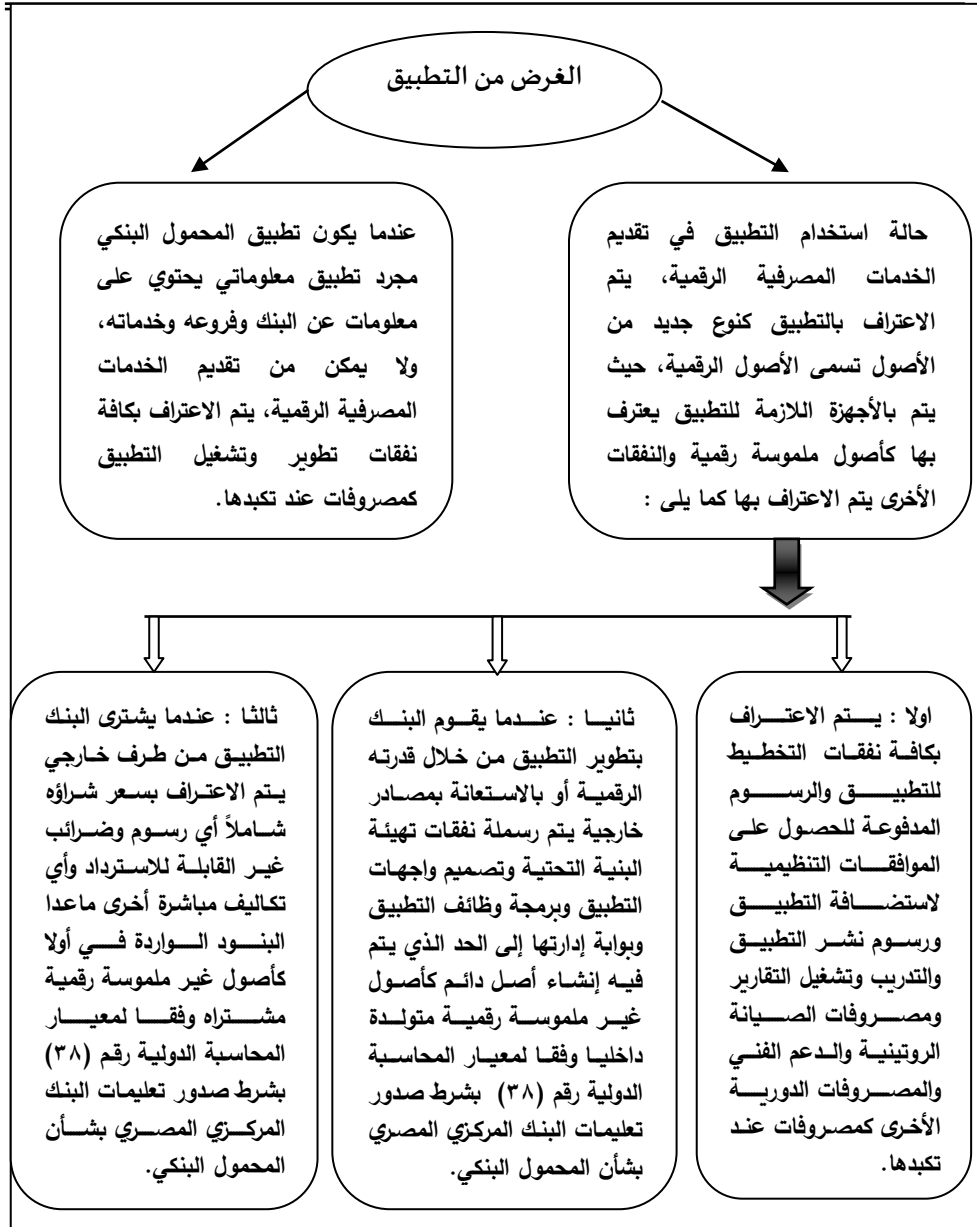 الغرض من التطبيق
حالة استخدام التطبيق في تقديم
الخدمات المصرفية الرقمية، يتم
الاعتراف بالتطبيق كنوع جديد من
الأصول تسمى الأصول الرقمية، حيث
يتم بالأجهزة اللازمة للتطبيق يعترف
بها كأصول ملموسة رقمية والنفقات
الأخرى يتم الاعتراف بها كما يلى :
عندما يكون تطبيق المحمول البنكي
مجرد تطبيق معلوماتي يحتوي على
معلومات عن البنك وفروعه وخدماته،
ولا يمكن من تقديم الخدمات
المصرفية الرقمية، يتم الاعتراف بكافة
نفقات تطوير وتشغيل التطبيق
كمصروفات عند تكبدها.
اولا : يتم الاعتراف
بكافة نفقات التخطيط
للتطبيق والرسوم
المدفوعة للحصول على
الموافقات التنظيمية
لاستضافة التطبيق
ورسوم نشر التطبيق
والتدريب وتشغيل التقارير
ومصروفات الصيانة
الروتينية والدعم الفني
والمصروفات الدورية
الأخرى كمصروفات عند
تكبدها.
ثانيا : عندما يقوم البنك
بتطوير التطبيق من خلال قدرته
الرقمية أو بالاستعانة بمصادر
خارجية يتم رسملة نفقات تهيئة
البنية التحتية وتصميم واجهات
التطبيق وبرمجة وظائف التطبيق
وبوابة إدارتها إلى الحد الذي يتم
فيه إنشاء أصل دائم كأصول
غير ملموسة رقمية متولدة
داخليا وفقا لمعيار المحاسبة
الدولية رقم (٣٨) بشرط صدور
تعليمات البنك المركزي المصري
بشأن المحمول البنكي.
ثالثا : عندما يشترى البنك
التطبيق من طرف خارجي
يتم الاعتراف بسعر شراؤه
شاملاً أي رسوم وضرائب
غير القابلة للاسترداد وأي
تكاليف مباشرة أخرى ماعدا
البنود الواردة في أولا
كأصول غير ملموسة رقمية
مشتراه وفقا لمعيار
المحاسبة الدولية رقم (٣٨)
بشرط صدور تعليمات البنك
المركزي المصري بشأن
المحمول البنكي.